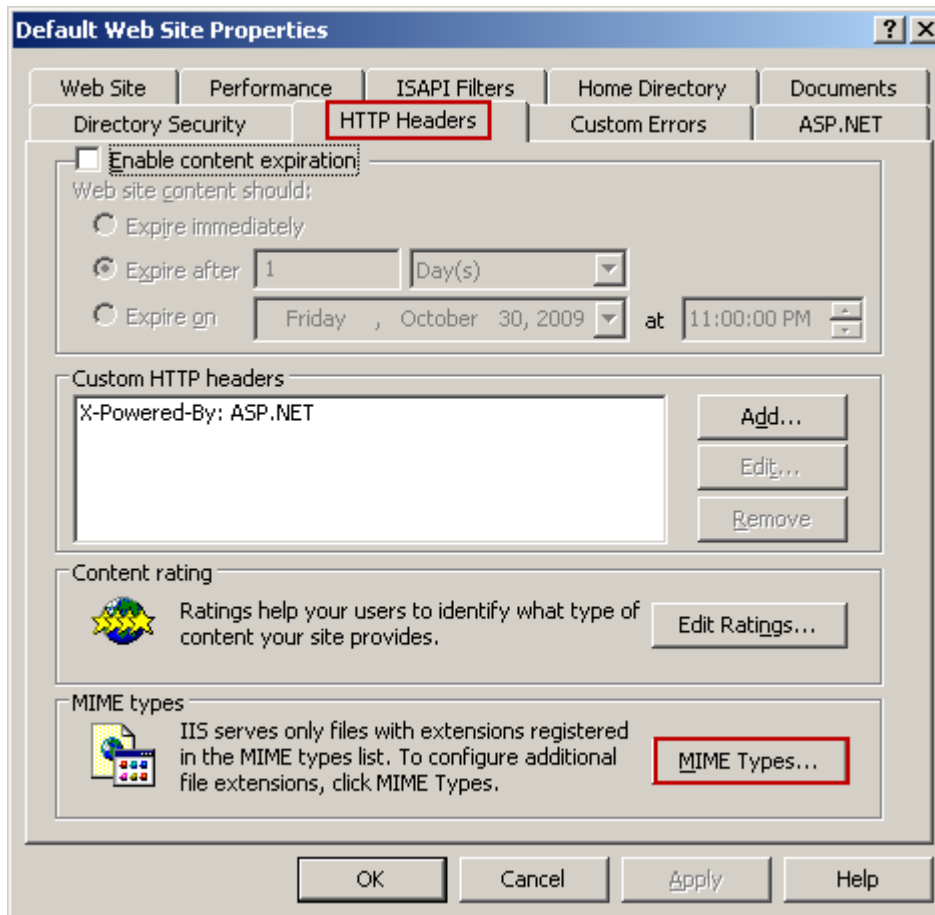 Default Web Site Properties
Web Site Performance ISAPI Filters Home Directory Documents
Directory Security HTTP Headers Custom Errors ASP.NET
Enable content expiration
Web site content should:
Expire immediately
Expire after 1 Day(s)
Expire on Friday , October 30, 2009 at 11:00:00 PM
Custom HTTP headers
X-Powered-By: ASP.NET
Add...
Edit...
Remove
Content rating
Ratings help your users to identify what type of
content your site provides.
Edit Ratings...
MIME types
IIS serves only files with extensions registered
in the MIME types list. To configure additional
file extensions, click MIME Types.
MIME Types...
OK Cancel Apply Help